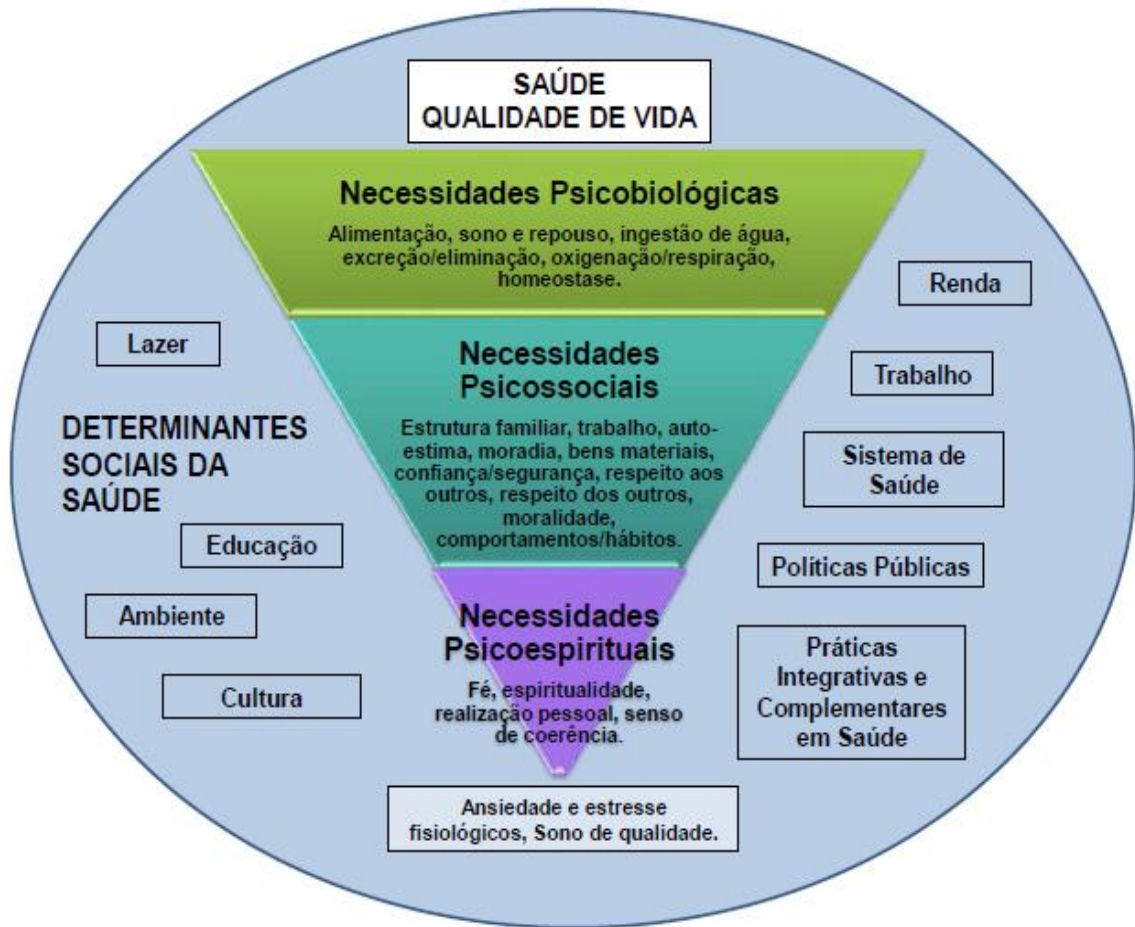 SAÚDE
QUALIDADE DE VIDA
Necessidades Psicobiológicas
Alimentação, sono e repouso, ingestão de água,
excreção/eliminação, oxigenação/respiração,
homeostase.
Necessidades
Psicossociais
Estrutura familiar, trabalho, auto-
estima, moradia, bens materiais,
confiança/segurança, respeito aos
outros, respeito dos outros,
moralidade,
comportamentos/hábitos.
Necessidades
Psicoespirituais
Fé, espiritualidade,
realização pessoal, senso
de coerência.
Ansiedade e estresse
fisiológicos, Sono de qualidade.
Lazer
DETERMINANTES
SOCIAIS DA
SAÚDE
Educação
Ambiente
Cultura
Renda
Trabalho
Sistema de
Saúde
Políticas Públicas
Práticas
Integrativas e
Complementares
em Saúde